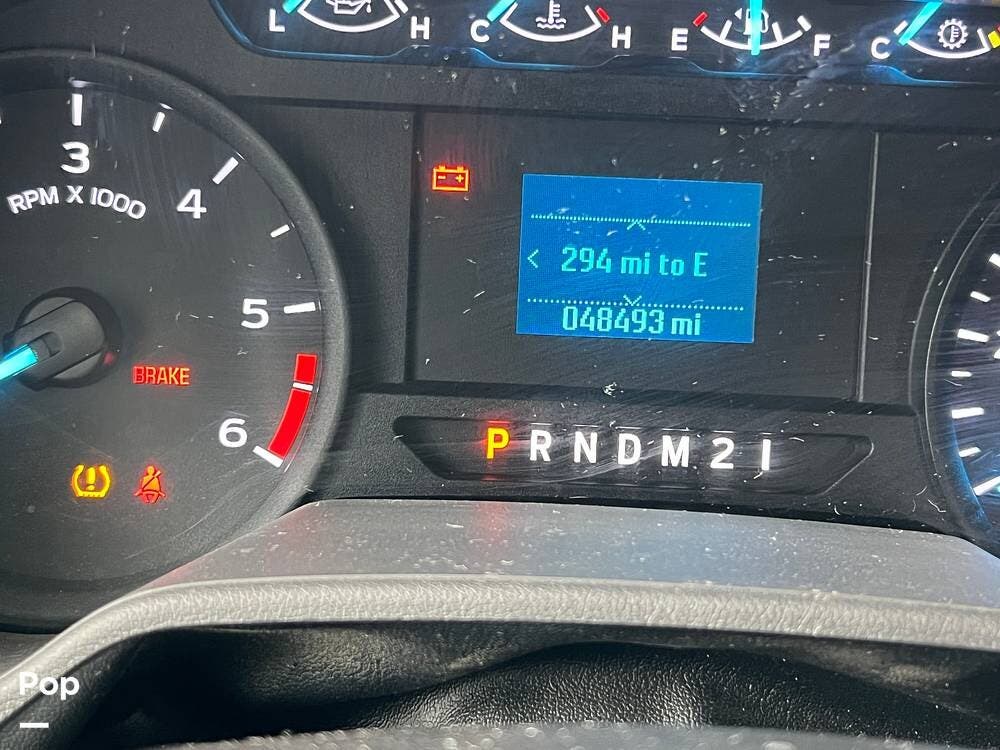 L H C H E F C
3
RPM X 1000
4
< 294 mi to E
5
048493 mi
BRAKE
6
P R N D M 2 1
Pop